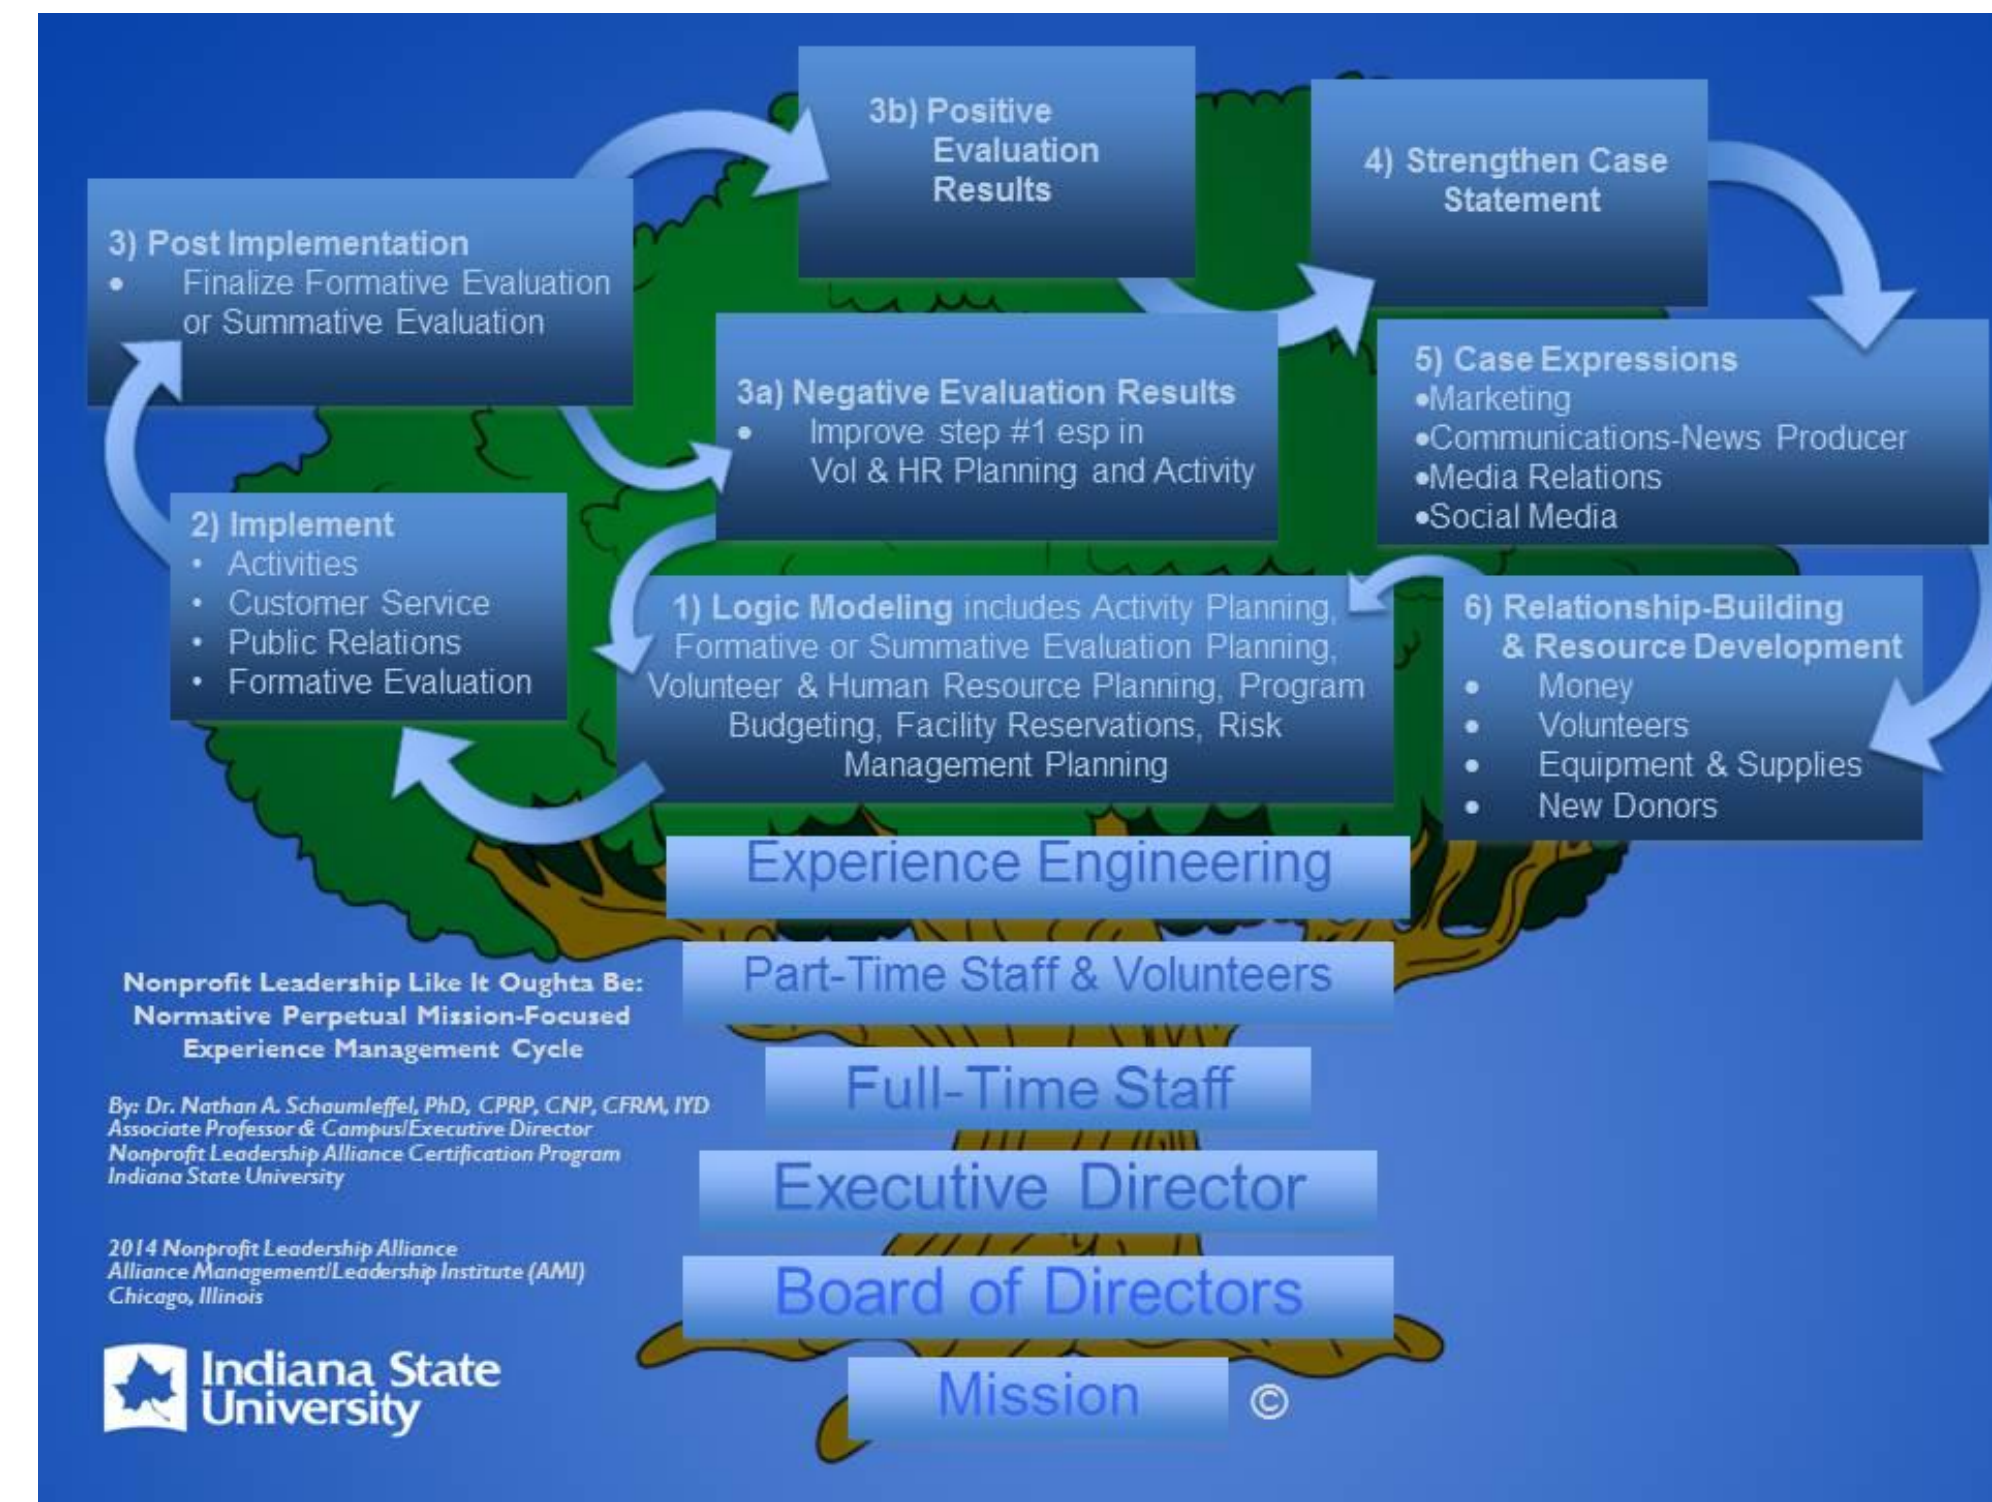 3b) Positive
Evaluation
Results
4) Strengthen Case
Statement
3) Post Implementation
• Finalize Formative Evaluation
or Summative Evaluation
3a) Negative Evaluation Results
• Improve step #1 esp in
Vol & HR Planning and Activity
5) Case Expressions
•Marketing
•Communications-News Producer
•Media Relations
•Social Media
2) Implement
• Activities
• Customer Service
• Public Relations
• Formative Evaluation
1) Logic Modeling includes Activity Planning,
Formative or Summative Evaluation Planning,
Volunteer & Human Resource Planning, Program
Budgeting, Facility Reservations, Risk
Management Planning
6) Relationship-Building
& Resource Development
• Money
• Volunteers
• Equipment & Supplies
• New Donors
Experience Engineering
Part-Time Staff & Volunteers
Full-Time Staff
Executive Director
Board of Directors
Mission
©
Nonprofit Leadership Like It Oughta Be:
Normative Perpetual Mission-Focused
Experience Management Cycle
By: Dr. Nathan A. Schaumleffel, PhD, CPRP, CNP, CFRM, IYD
Associate Professor & Campus/Executive Director
Nonprofit Leadership Alliance Certification Program
Indiana State University
2014 Nonprofit Leadership Alliance
Alliance Management/Leadership Institute (AMI)
Chicago, Illinois
Indiana State
University